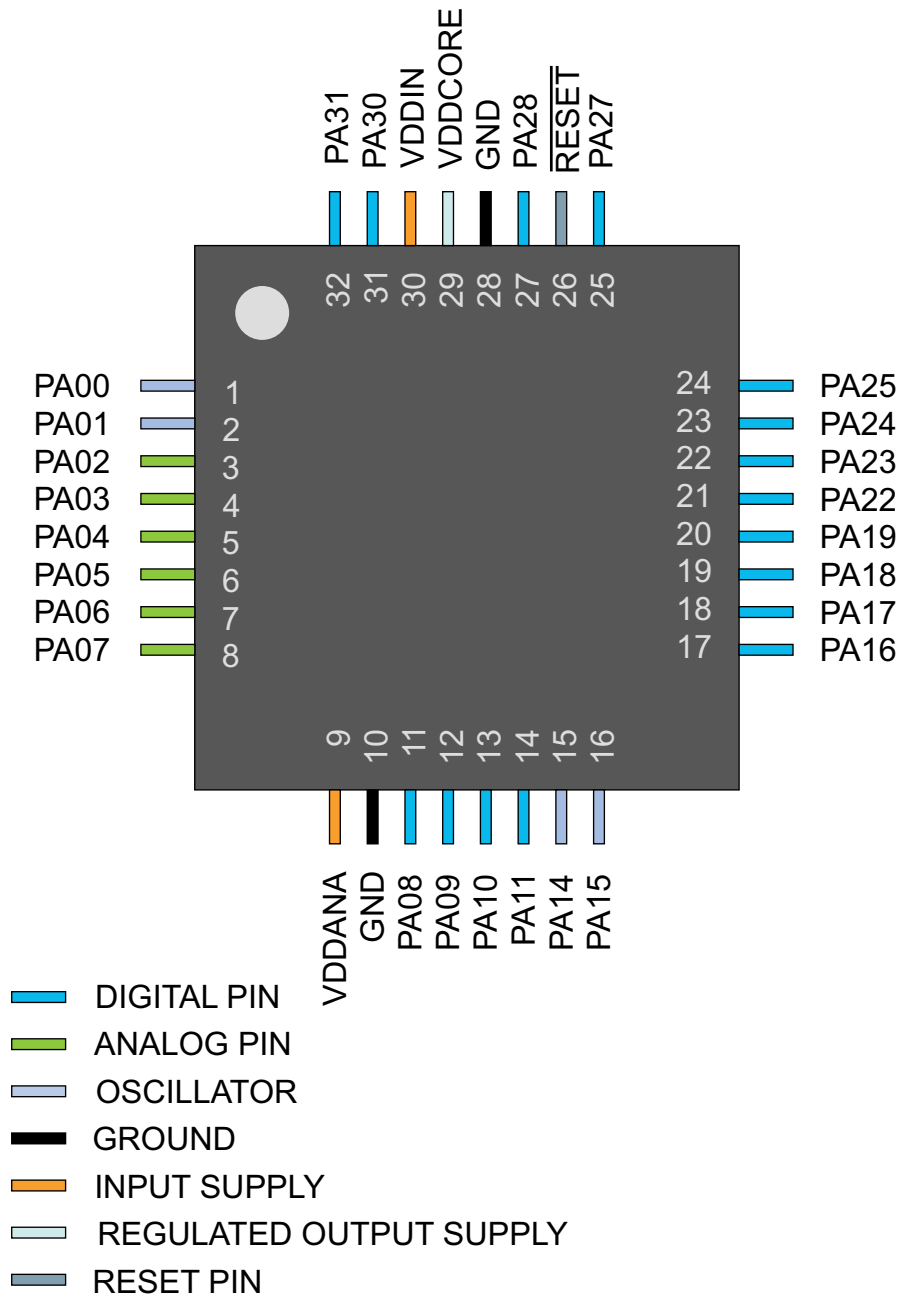 PA31
PA30
VDDIN
VDDCORE
GND
PA28
RESET
PA27
32
31
30
29
28
27
26
25
PA00 1
PA01 2
PA02 3
PA03 4
PA04 5
PA05 6
PA06 7
PA07 8
24 PA25
23 PA24
22 PA23
21 PA22
20 PA19
19 PA18
18 PA17
17 PA16
9
10
11
12
13
14
15
16
VDDANA
GND
PA08
PA09
PA10
PA11
PA14
PA15
DIGITAL PIN
ANALOG PIN
OSCILLATOR
GROUND
INPUT SUPPLY
REGULATED OUTPUT SUPPLY
RESET PIN